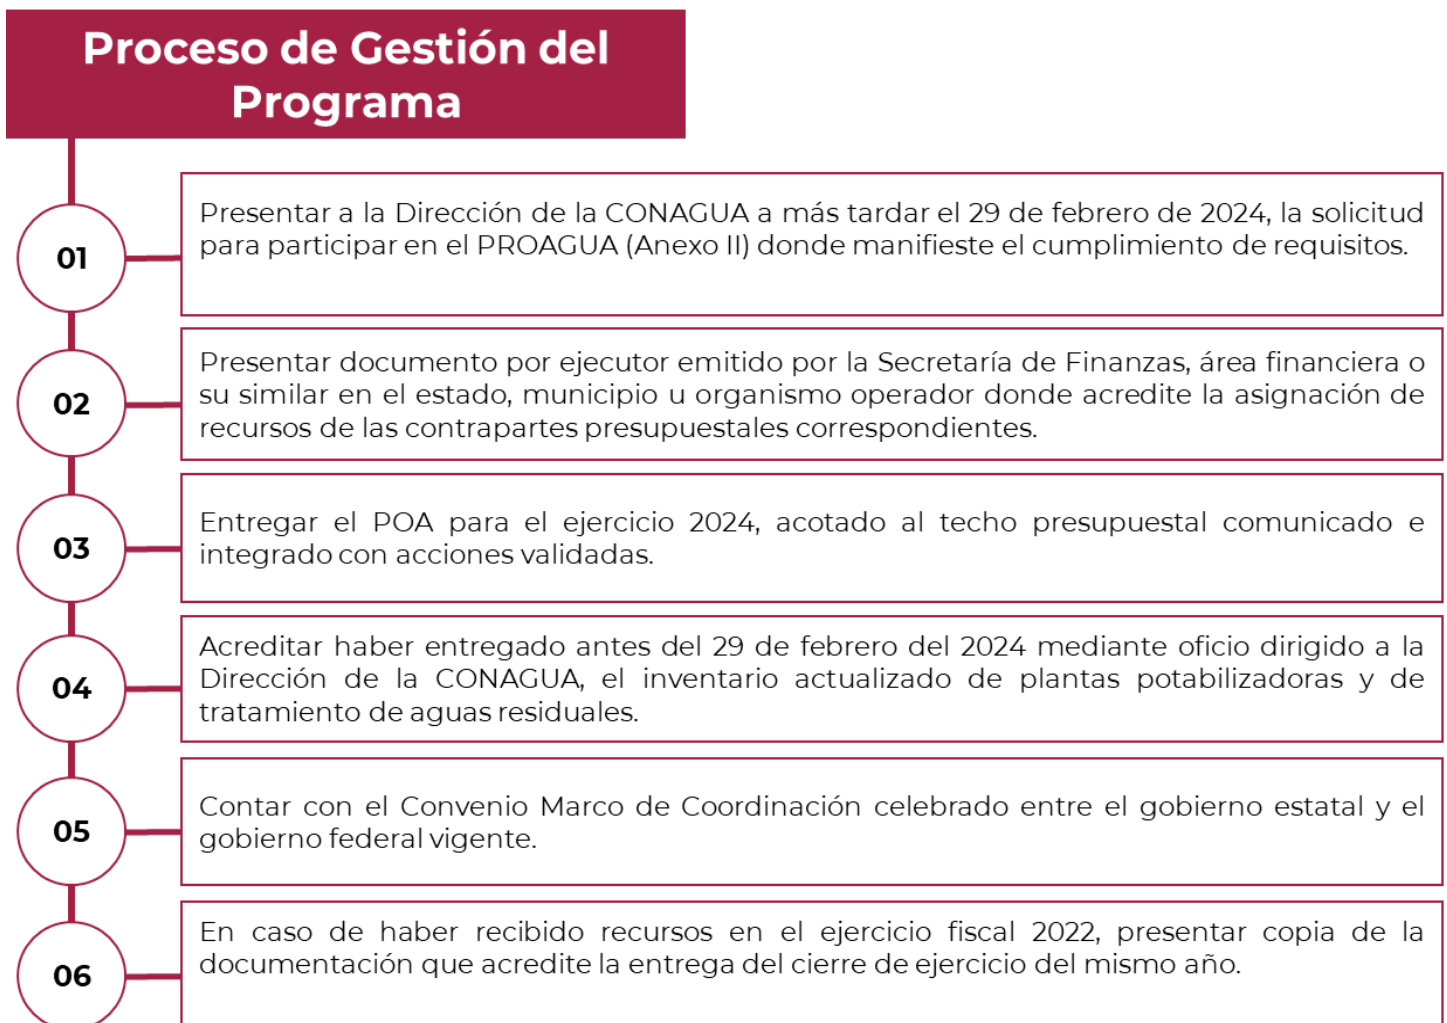 Proceso de Gestión del
Programa
01
Presentar a la Dirección de la CONAGUA a más tardar el 29 de febrero de 2024, la solicitud
para participar en el PROAGUA (Anexo II) donde manifieste el cumplimiento de requisitos.
02
Presentar documento por ejecutor emitido por la Secretaría de Finanzas, área financiera o
su similar en el estado, municipio u organismo operador donde acredite la asignación de
recursos de las contrapartes presupuestales correspondientes.
03
Entregar el POA para el ejercicio 2024, acotado al techo presupuestal comunicado e
integrado con acciones validadas.
04
Acreditar haber entregado antes del 29 de febrero del 2024 mediante oficio dirigido a la
Dirección de la CONAGUA, el inventario actualizado de plantas potabilizadoras y de
tratamiento de aguas residuales.
05
Contar con el Convenio Marco de Coordinación celebrado entre el gobierno estatal y el
gobierno federal vigente.
06
En caso de haber recibido recursos en el ejercicio fiscal 2022, presentar copia de la
documentación que acredite la entrega del cierre de ejercicio del mismo año.